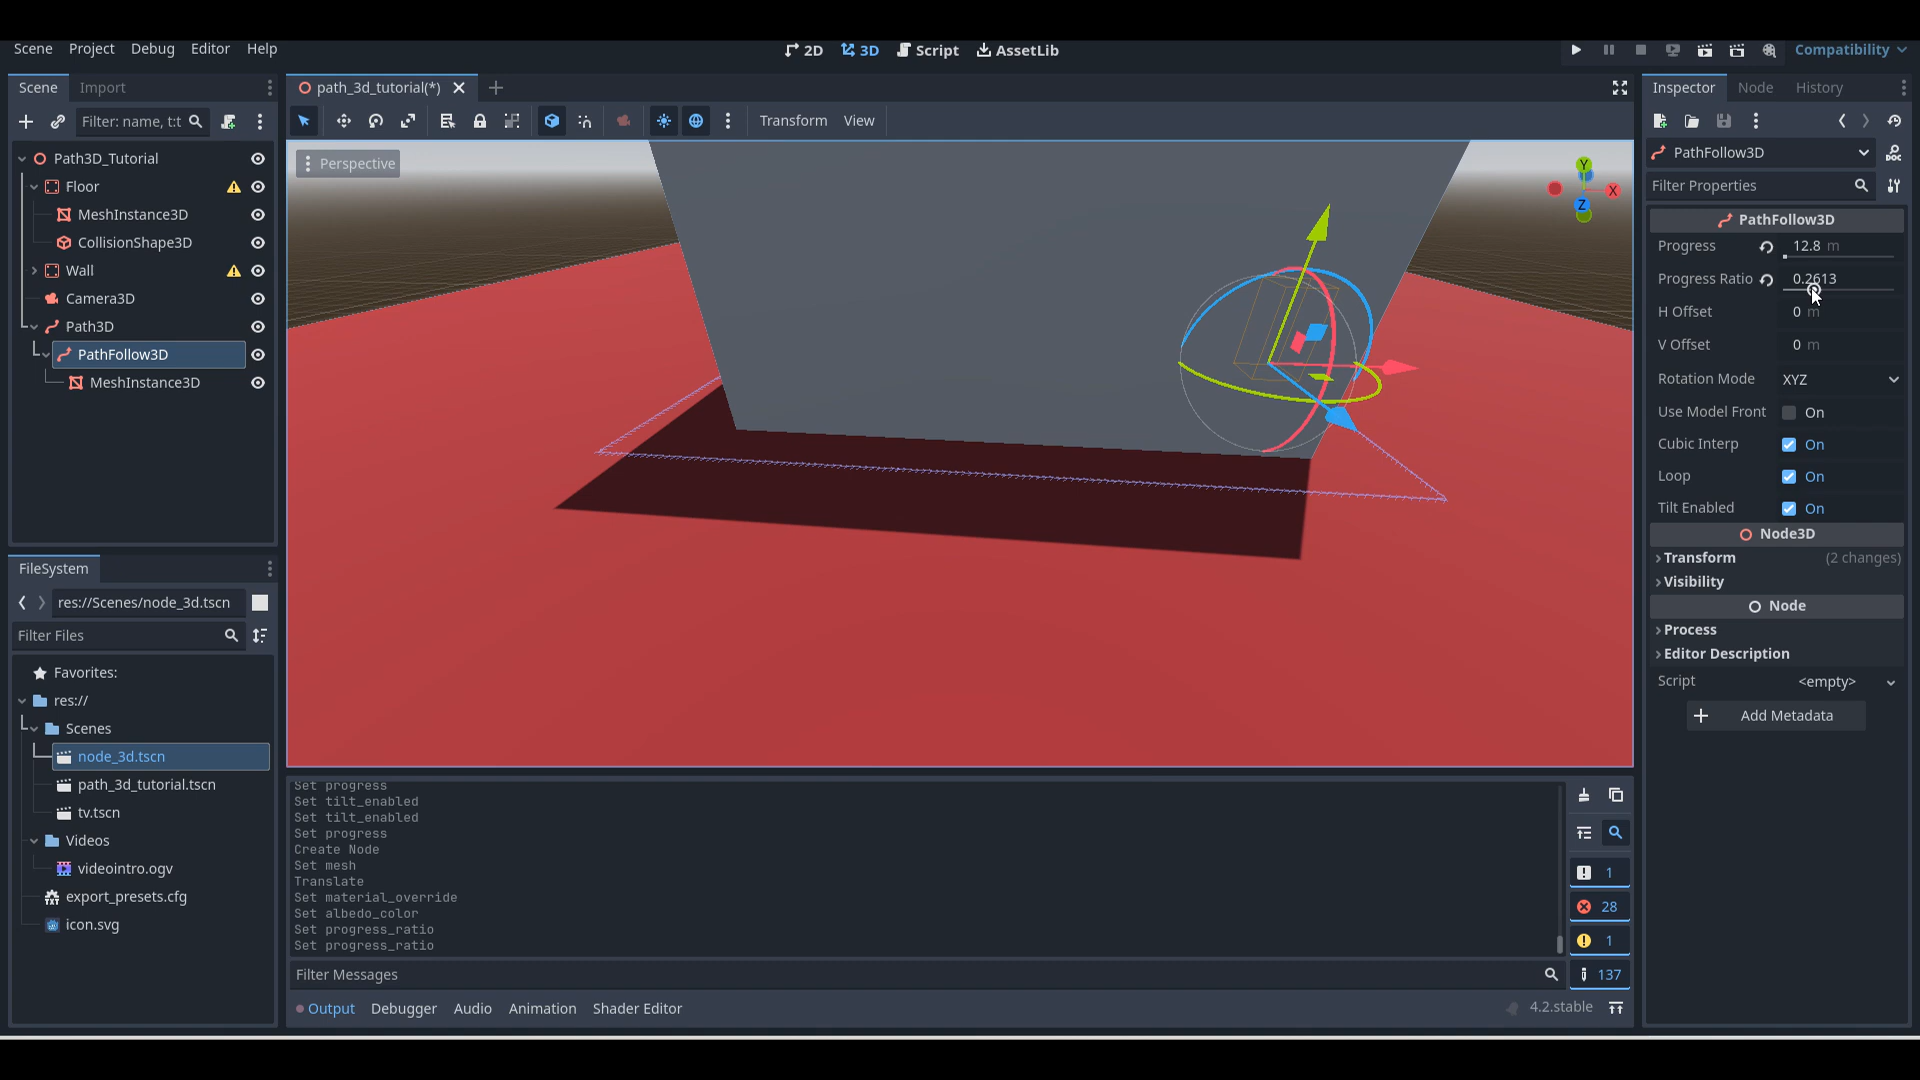 Scene Project Debug Editor Help
2D 3D Script AssetLib
Compatibility
Scene Import
Filter: name, t:t
Path3D_Tutorial
Floor
MeshInstance3D
CollisionShape3D
Wall
Camera3D
Path3D
PathFollow3D
MeshInstance3D
FileSystem
res://Scenes/node_3d.tscn
Filter Files
Favorites:
res://
Scenes
node_3d.tscn
path_3d_tutorial.tscn
tv.tscn
Videos
videointro.ogv
export_presets.cfg
icon.svg
path_3d_tutorial(*)
Transform View
Perspective
Y
X
Z
Set progress
Set tilt_enabled
Set tilt_enabled
Set progress
Create Node
Set mesh
Translate
Set material_override
Set albedo_color
Set progress_ratio
Set progress_ratio
1
28
1
137
Filter Messages
Output Debugger Audio Animation Shader Editor
4.2.stable
Inspector Node History
PathFollow3D
DOC
Filter Properties
PathFollow3D
Progress 12.8 m
Progress Ratio 0.2613
H Offset 0 m
V Offset 0 m
Rotation Mode XYZ
Use Model Front On
Cubic Interp On
Loop On
Tilt Enabled On
Node3D
Transform (2 changes)
Visibility
Node
Process
Editor Description
Script <empty>
Add Metadata